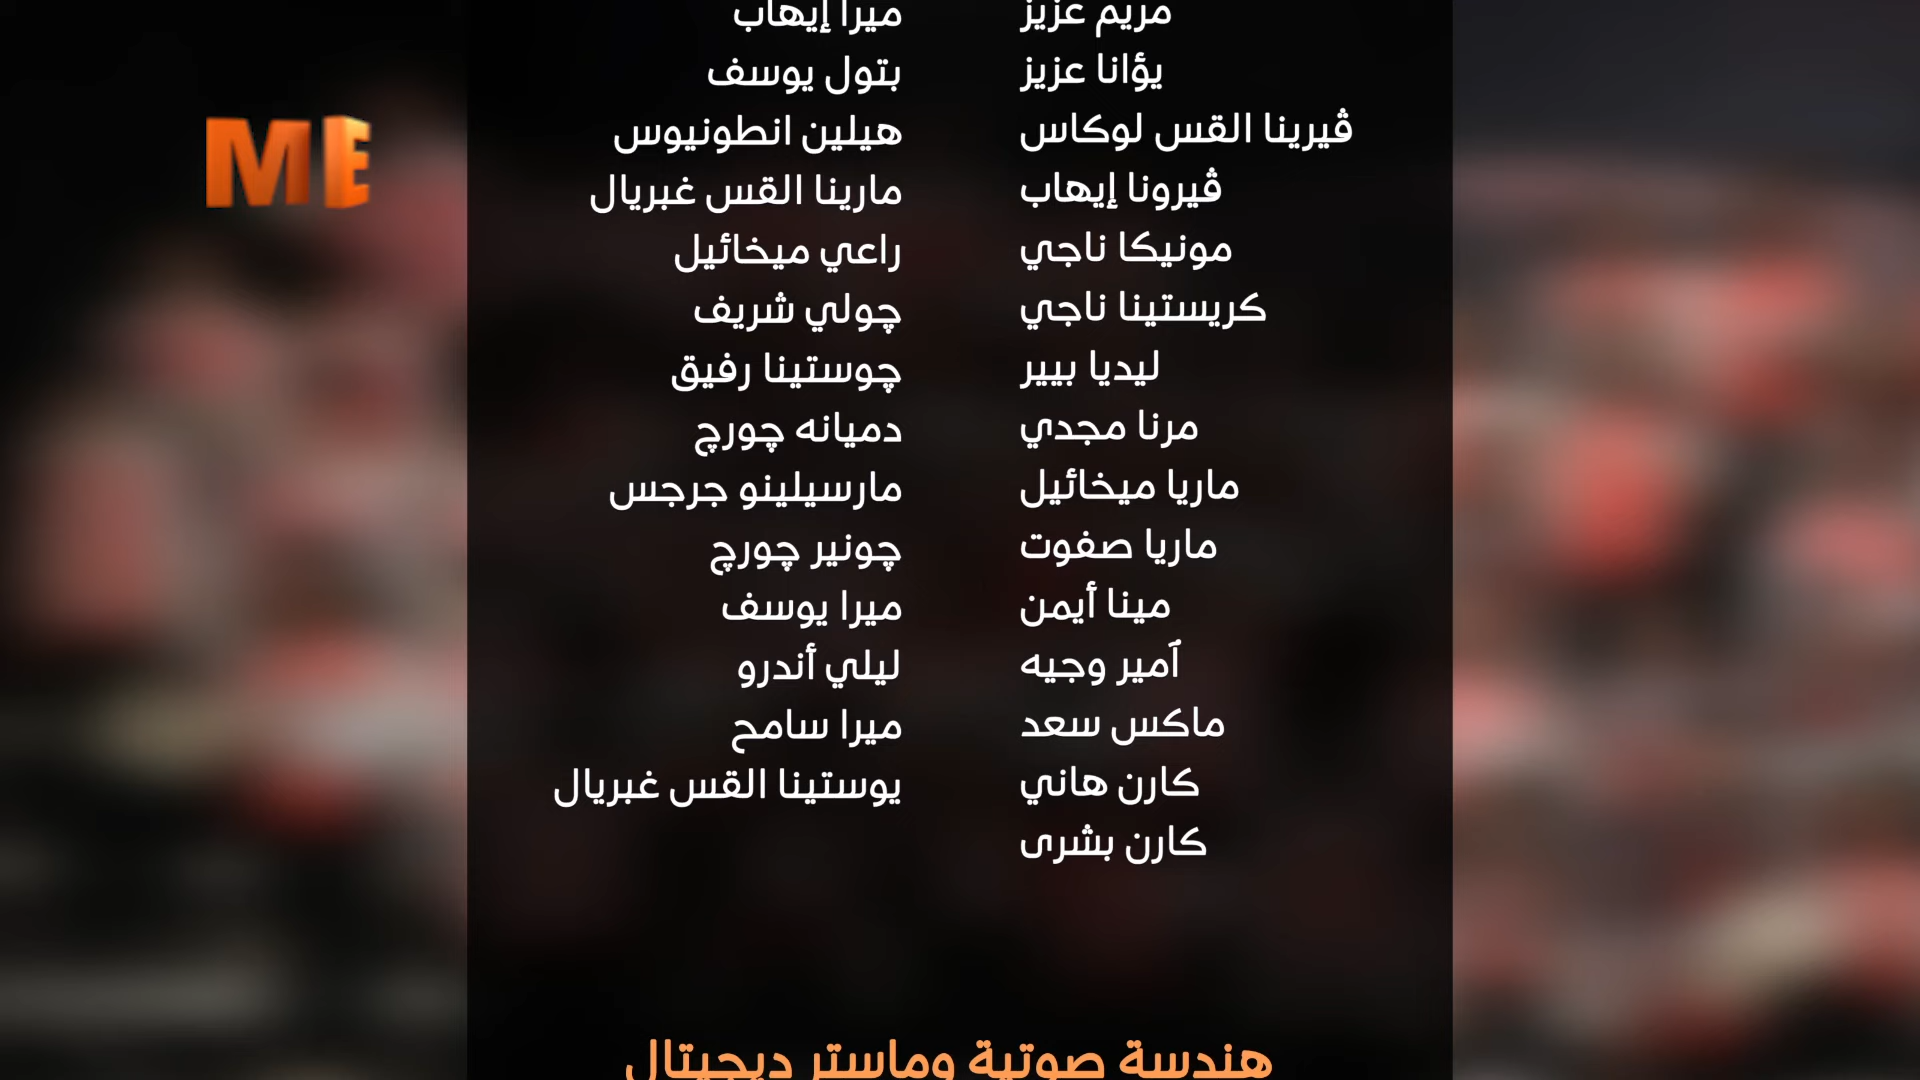 ME
مريم عزيز
يؤانا عزيز
ڤيرينا القس لوكاس
ڤيرونا إيهاب
مونيكا ناجي
كريستينا ناجي
ليديا بيير
مرنا مجدي
ماريا ميخائيل
ماريا صفوت
مينا أيمن
آمير وجيه
ماكس سعد
كارن هاني
كارن بشرى
ميرا إيهاب
بتول يوسف
هيلين انطونيوس
مارينا القس غبريال
راعي ميخائيل
چولي شريف
چوستينا رفيق
دميانه چورچ
مارسيلينو جرجس
چونير چورچ
ميرا يوسف
ليلي أندرو
ميرا سامح
يوستينا القس غبريال
هندسة صوتية وماستر ديجيتال